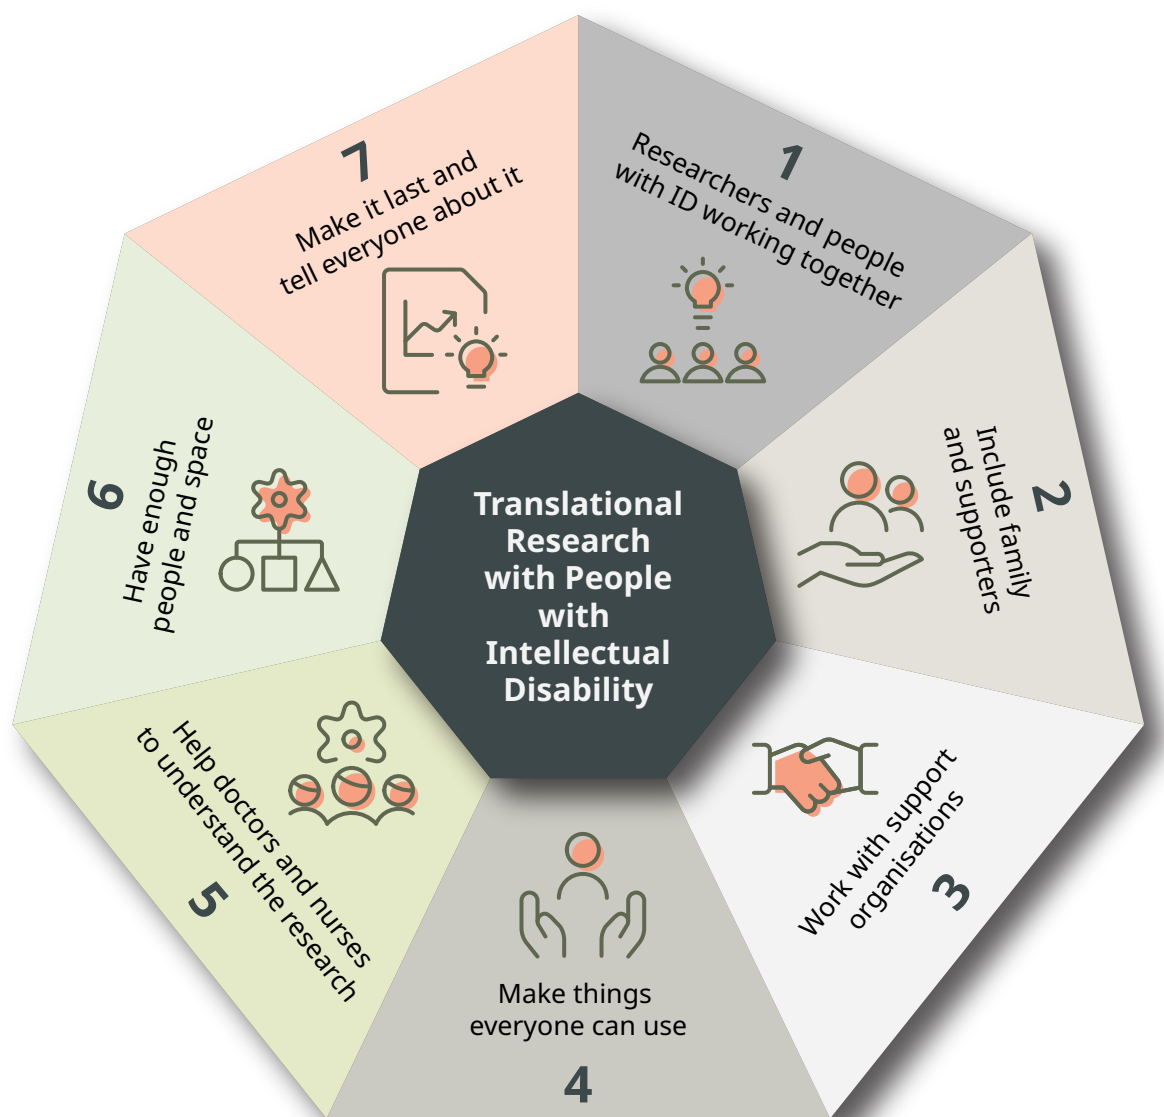 Translational
Research
with People
with
Intellectual
Disability
1
Researchers and people
with ID working together
2
Include family
and supporters
3
Work with support
organisations
Make things
everyone can use
4
5
Help doctors and nurses
to understand the research
6
Have enough
people and space
7
Make it last and
tell everyone about it